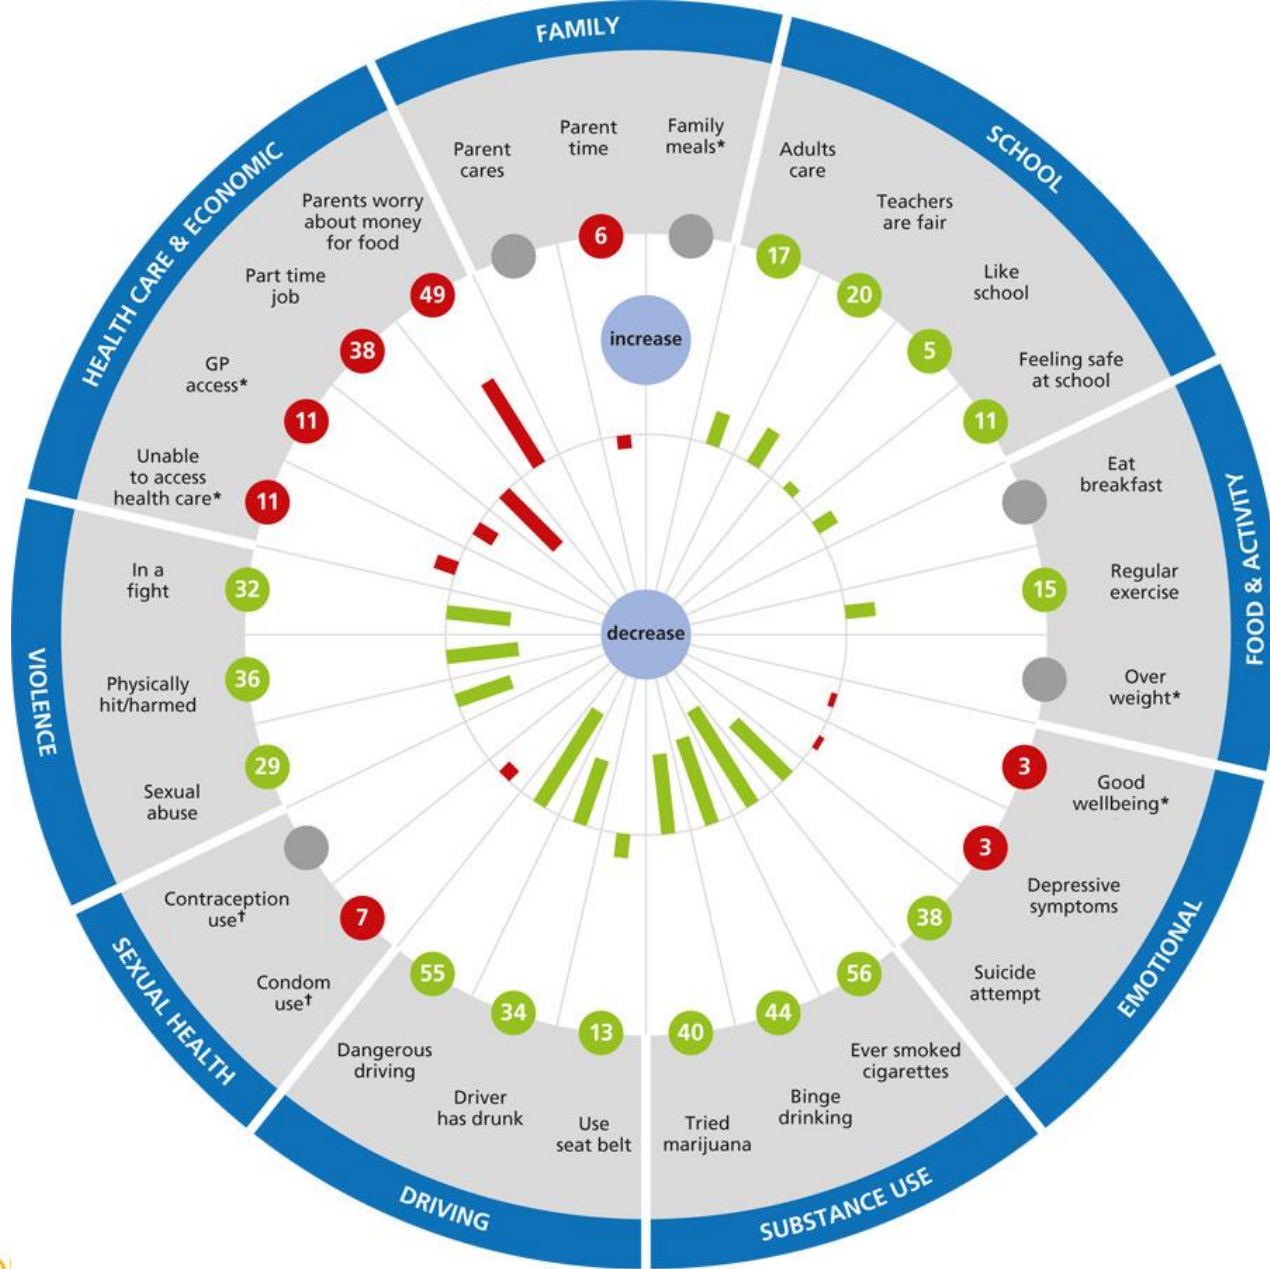 FAMILY
Parent
cares
Parent
time
Family
meals*
6
SCHOOL
Adults
care
Teachers
are fair
Like
school
Feeling safe
at school
17
20
5
11
FOOD & ACTIVITY
Eat
breakfast
Regular
exercise
Over
weight*
15
EMOTIONAL
Good
wellbeing*
Depressive
symptoms
Suicide
attempt
3
3
38
SUBSTANCE USE
Ever smoked
cigarettes
Binge
drinking
Tried
marijuana
56
44
40
DRIVING
Use
seat belt
Driver
has drunk
Dangerous
driving
13
34
55
SEXUAL HEALTH
Condom
use†
Contraception
use†
7
VIOLENCE
Sexual
abuse
Physically
hit/harmed
In a
fight
29
36
32
HEALTH CARE & ECONOMIC
Unable
to access
health care*
GP
access*
Part time
job
Parents worry
about money
for food
11
11
38
49
increase
decrease